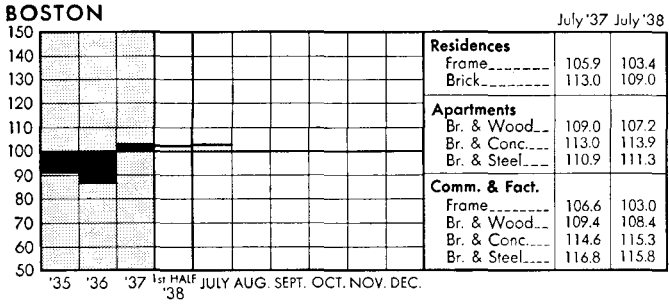 BOSTON
July '37 July '38
150
140
130
120
110
100
90
80
70
60
50
'35 '36 '37 1st HALF '38 JULY AUG. SEPT. OCT. NOV. DEC.
Residences
Frame 105.9 103.4
Brick 113.0 109.0
Apartments
Br. & Wood 109.0 107.2
Br. & Conc. 113.0 113.9
Br. & Steel 110.9 111.3
Comm. & Fact.
Frame 106.6 103.0
Br. & Wood 109.4 108.4
Br. & Conc. 114.6 115.3
Br. & Steel 116.8 115.8